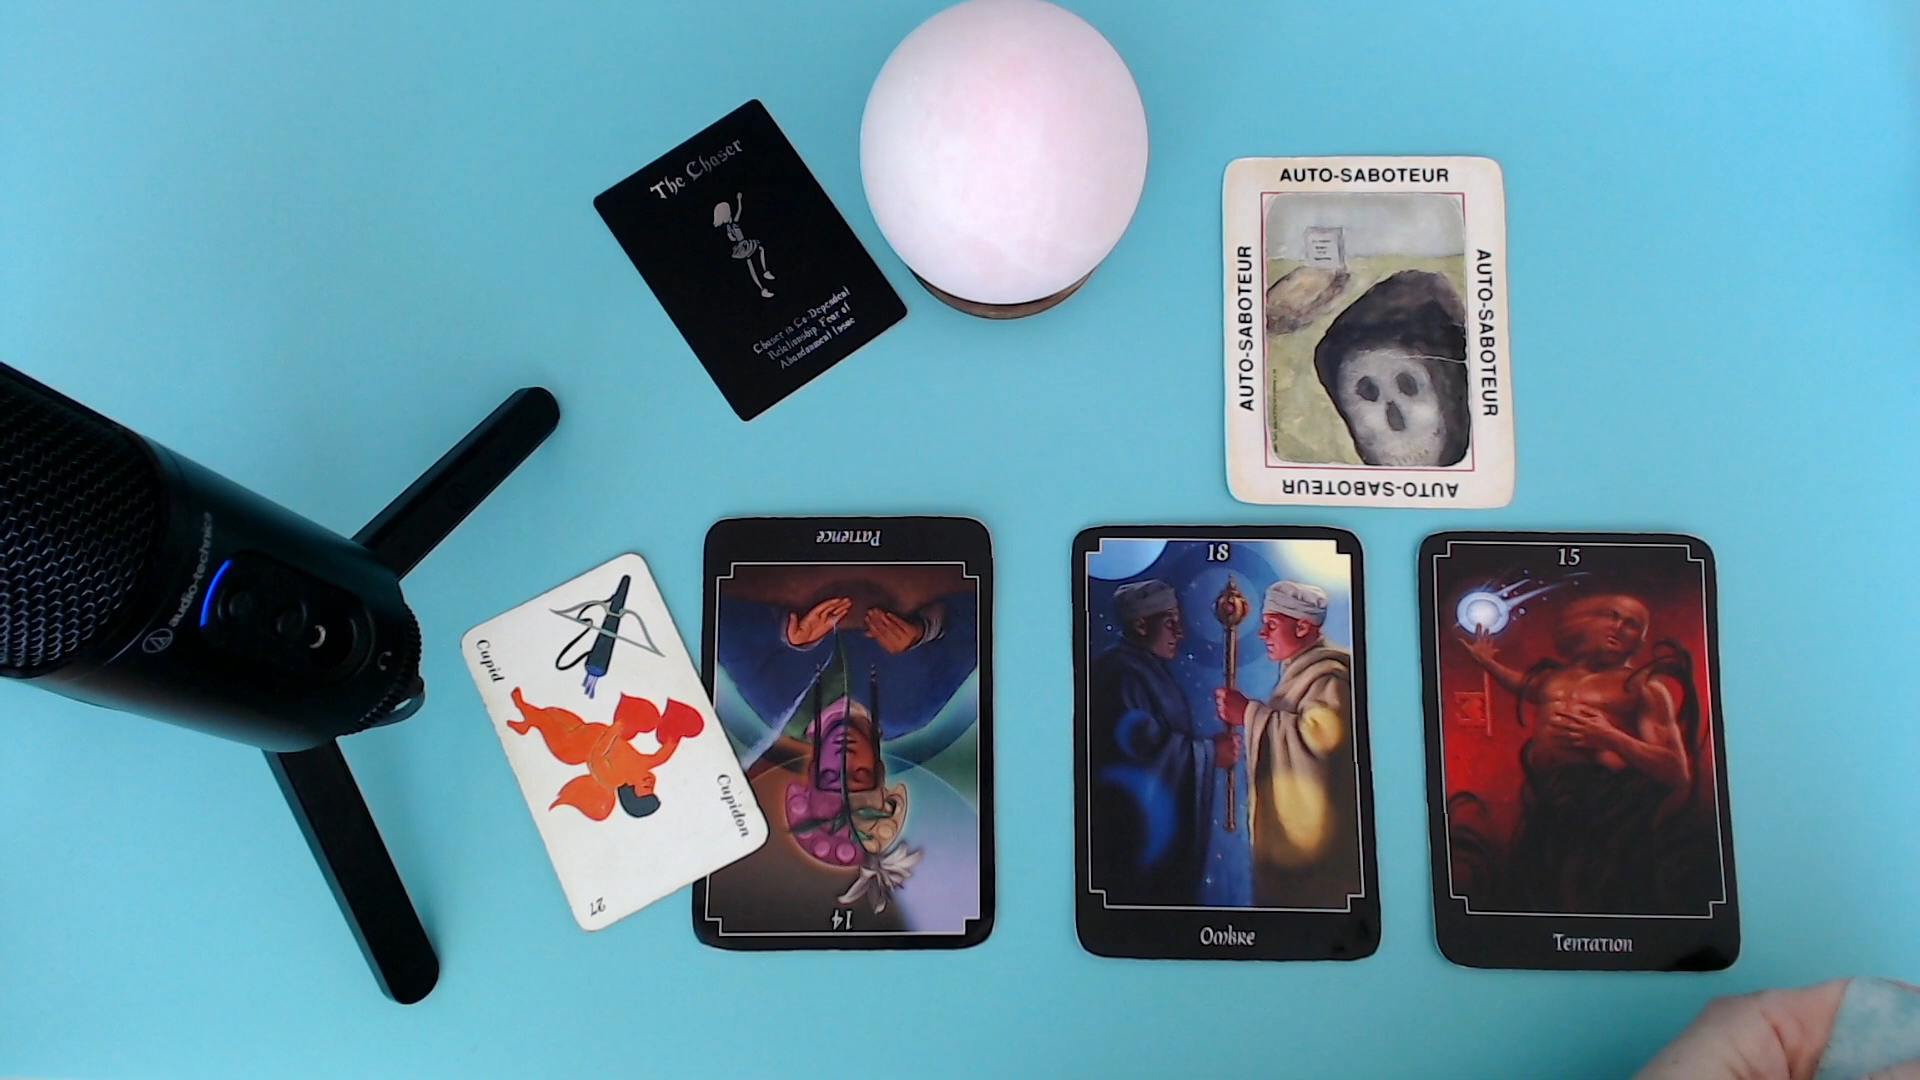 The Chaser
Chaser in Co-Dependend
Relationship. Fear of
Abandonment Issue
AUTO-SABOTEUR
AUTO-SABOTEUR
AUTO-SABOTEUR
AUTO-SABOTEUR
audio-technica
Cupid
Cupidon
27
Patience
14
18
Ombre
15
Tentation